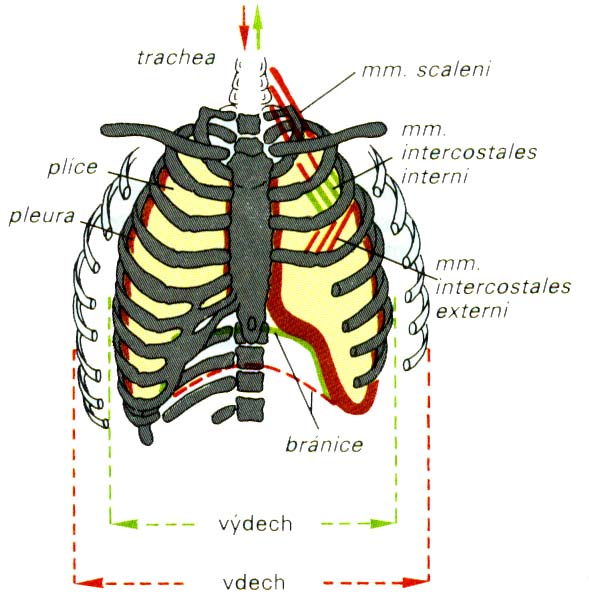 trachea
mm. scaleni
mm.
intercostales
interni
plice
pleura
mm.
intercostales
externi
bránice
výdech
vdech